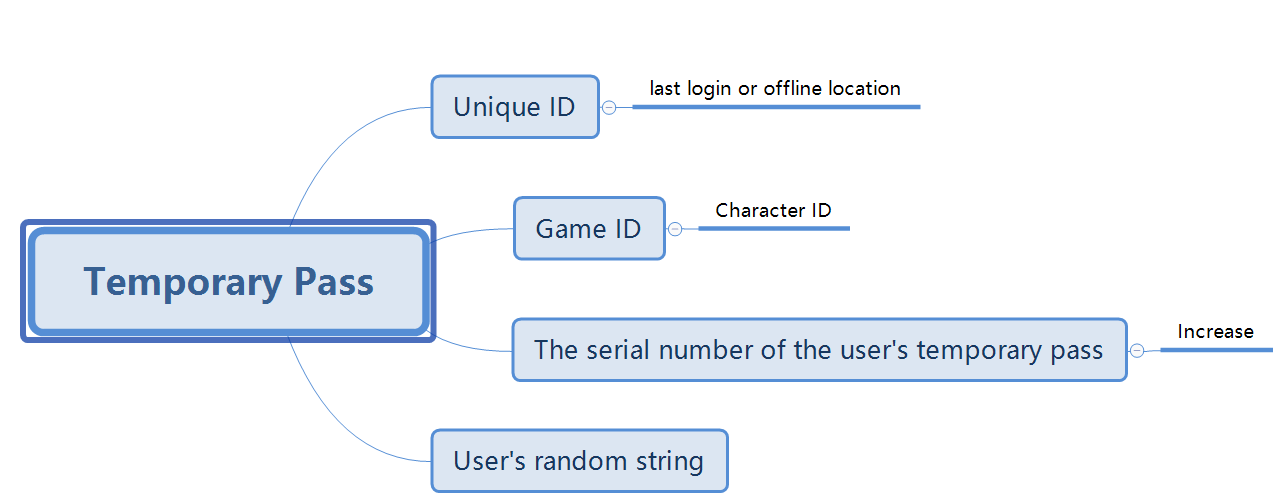 Temporary Pass
Unique ID
last login or offline location
Game ID
Character ID
The serial number of the user's temporary pass
Increase
User's random string